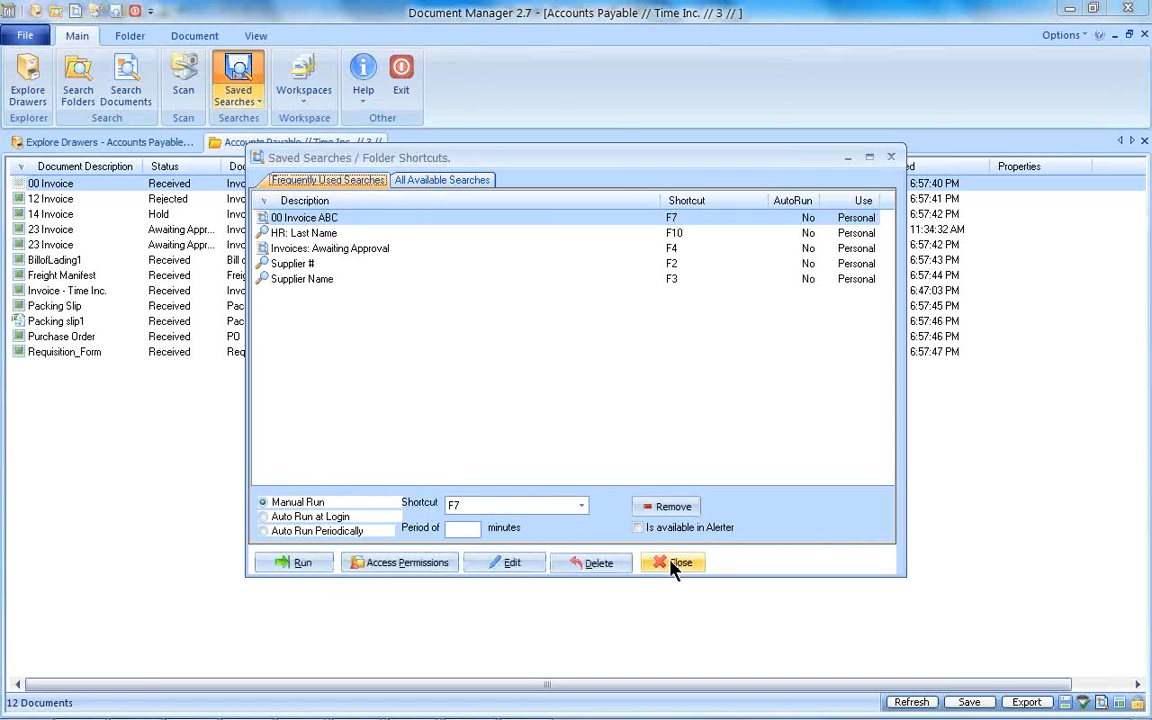 Document Manager 2.7 - [Accounts Payable // Time Inc. // 3 // ]
File Main Folder Document View Options
Explore Drawers
Search Folders
Search Documents
Scan
Saved Searches
Workspaces
Help
Exit
Explorer Search Scan Searches Workspace Other
Explore Drawers - Accounts Payable... Accounts Payable // Time Inc. // 3 //
Document Description Status Properties
00 Invoice Received 6:57:40 PM
12 Invoice Rejected 6:57:41 PM
14 Invoice Hold 6:57:42 PM
23 Invoice Awaiting Appr... 11:34:32 AM
23 Invoice Awaiting Appr... 6:57:42 PM
BillofLading1 Received 6:57:43 PM
Freight Manifest Received 6:57:44 PM
Invoice - Time Inc. Received 6:47:03 PM
Packing Slip Received 6:57:45 PM
Packing slip1 Received 6:57:46 PM
Purchase Order Received PO 6:57:46 PM
Requisition_Form Received 6:57:47 PM
Saved Searches / Folder Shortcuts.
Frequently Used Searches All Available Searches
Description Shortcut AutoRun Use
00 Invoice ABC F7 No Personal
HR: Last Name F10 No Personal
Invoices: Awaiting Approval F4 No Personal
Supplier # F2 No Personal
Supplier Name F3 No Personal
Manual Run Shortcut F7 Remove
Auto Run at Login
Auto Run Periodically Period of minutes Is available in Alerter
Run Access Permissions Edit Delete Close
12 Documents Refresh Save Export